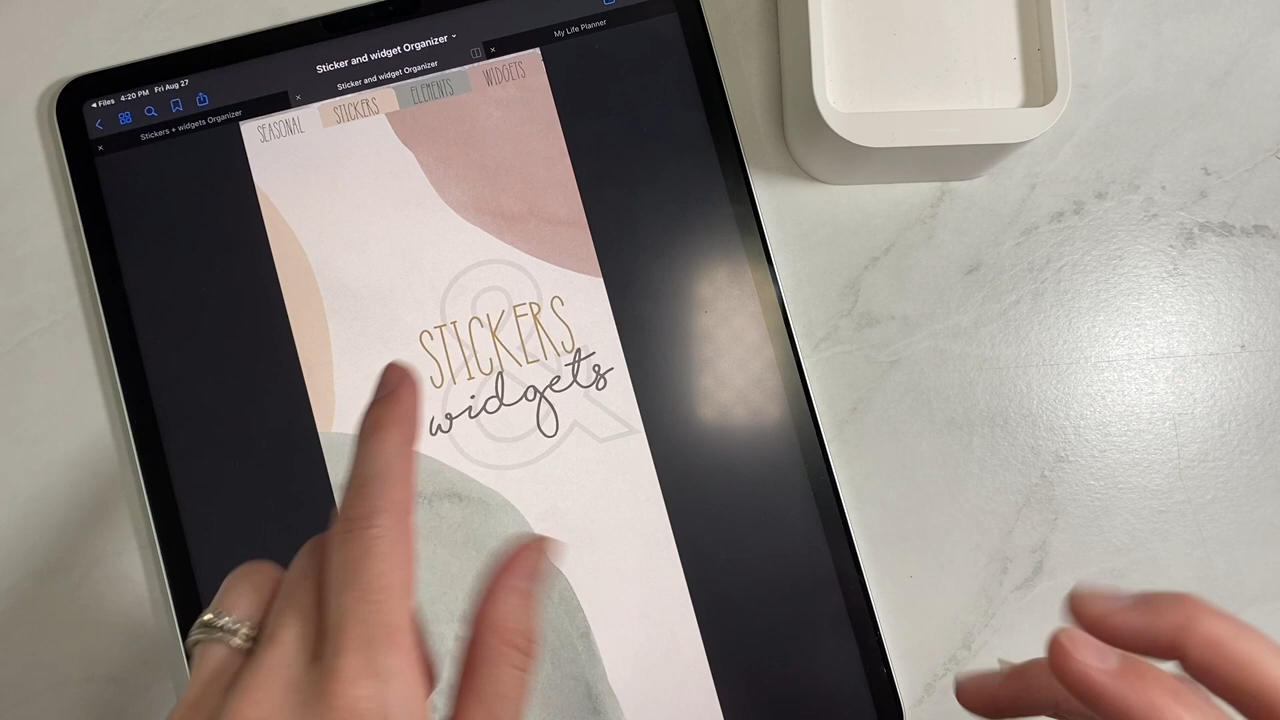 Files 4:20 PM Fri Aug 27
Sticker and widget Organizer
Stickers + widgets Organizer
Sticker and widget Organizer
My Life Planner
SEASONAL
STICKERS
ELEMENTS
WIDGETS
&
STICKERS
widgets